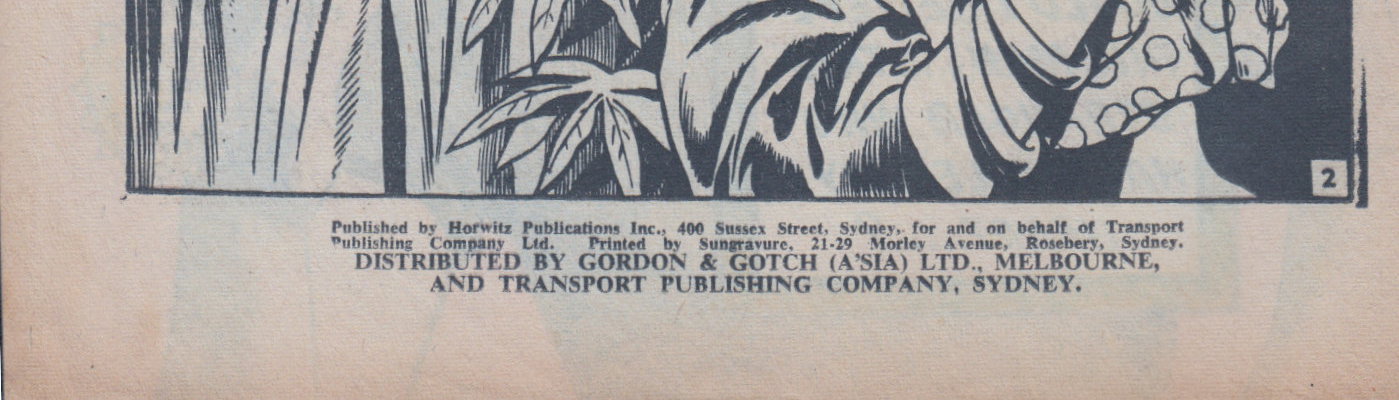 2
Published by Horwitz Publications Inc., 400 Sussex Street, Sydney, for and on behalf of Transport
Publishing Company Ltd. Printed by Sungravure, 21-29 Morley Avenue, Rosebery, Sydney.
DISTRIBUTED BY GORDON & GOTCH (A'SIA) LTD., MELBOURNE,
AND TRANSPORT PUBLISHING COMPANY, SYDNEY.